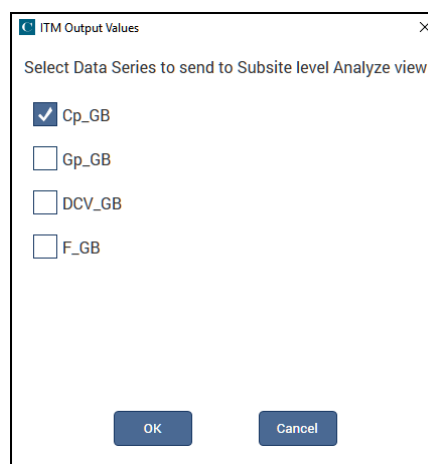 C ITM Output Values
Select Data Series to send to Subsite level Analyze view
Cp_GB
Gp_GB
DCV_GB
F_GB
OK Cancel